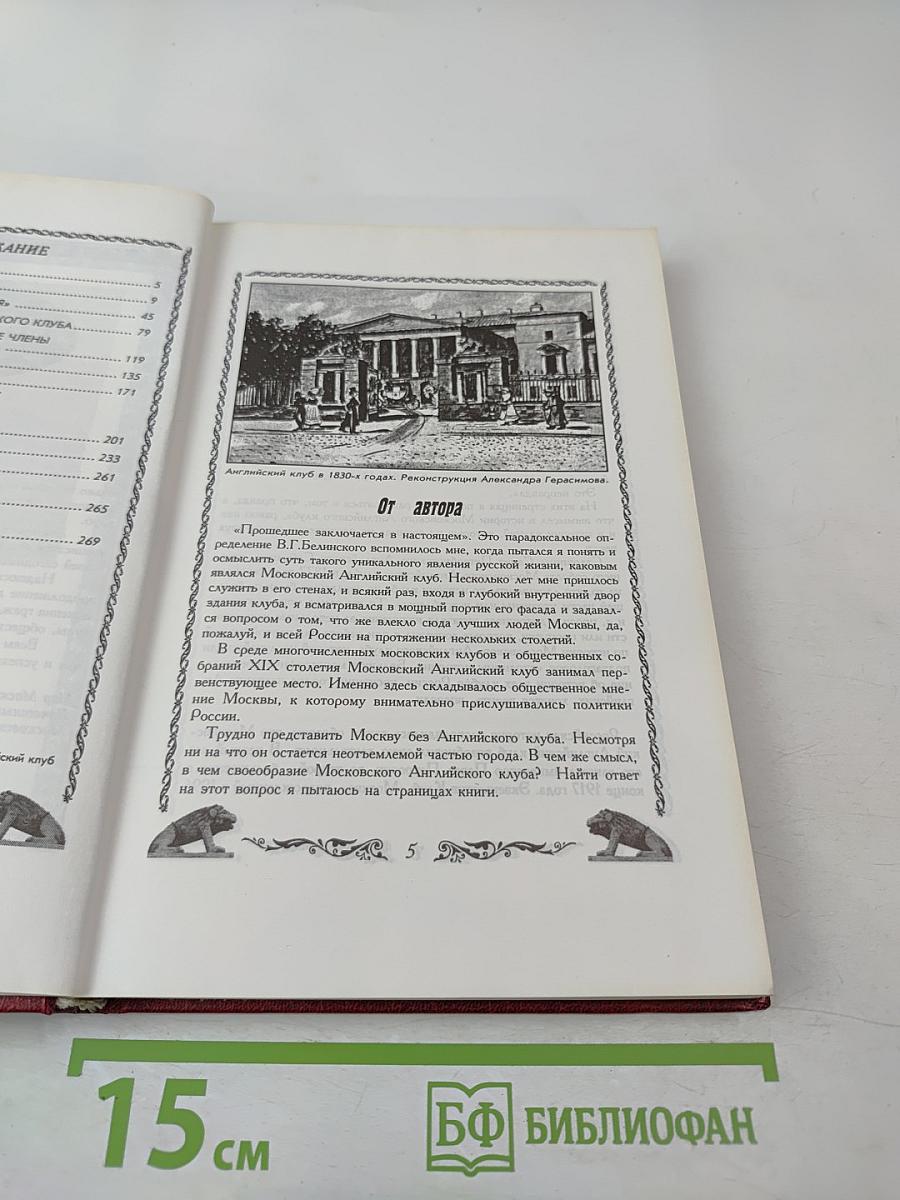 КАНИЕ
5
9
45
КОГО КЛУБА 79
Е ЧЛЕНЫ
119
135
171
201
233
261
265
269
ский клуб
Английский клуб в 1830-х годах. Реконструкция Александра Герасимова.
От автора
«Прошедшее заключается в настоящем». Это парадоксальное оп-
ределение В.Г.Белинского вспомнилось мне, когда пытался я понять и
осмыслить суть такого уникального явления русской жизни, каковым
являлся Московский Английский клуб. Несколько лет мне пришлось
служить в его стенах, и всякий раз, входя в глубокий внутренний двор
здания клуба, я всматривался в мощный портик его фасада и задавал-
ся вопросом о том, что же влекло сюда лучших людей Москвы, да,
пожалуй, и всей России на протяжении нескольких столетий.
В среде многочисленных московских клубов и общественных со-
браний XIX столетия Московский Английский клуб занимал пер-
венствующее место. Именно здесь складывалось общественное мне-
ние Москвы, к которому внимательно прислушивались политики
России.
Трудно представить Москву без Английского клуба. Несмотря
ни на что он остается неотъемлемой частью города. В чем же смысл,
в чем своеобразие Московского Английского клуба? Найти ответ
на этот вопрос я пытаюсь на страницах книги.
5
15 см
БФ БИБЛИОФАН